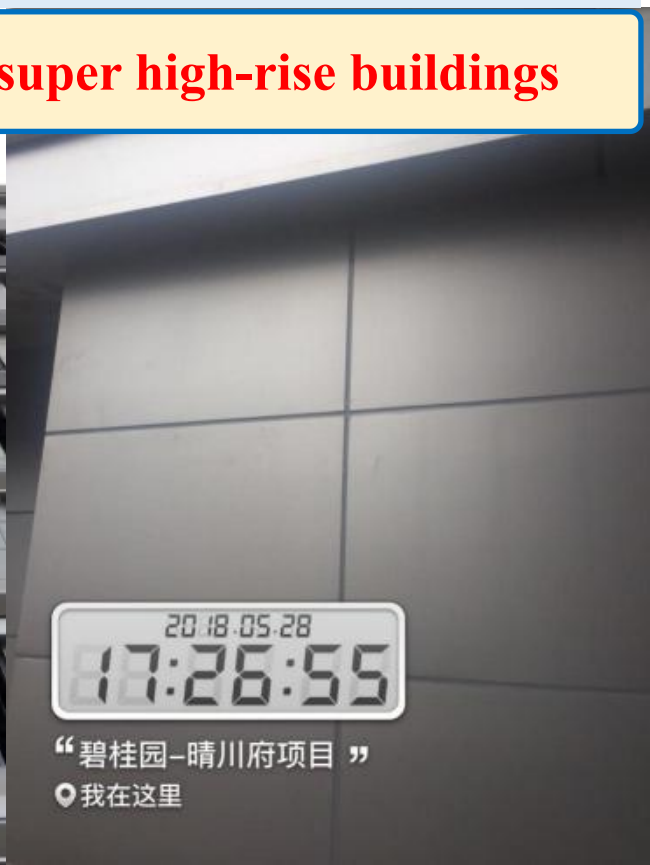 super high-rise buildings
2018.05.28
17:26:55
“碧桂园-晴川府项目 ”
我在这里